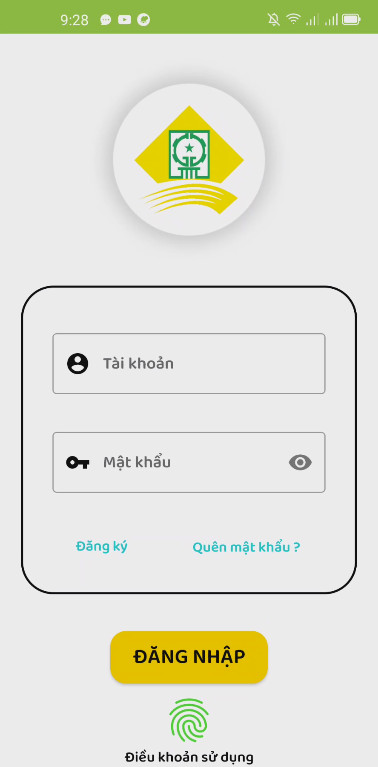 9:28
Tài khoản
Mật khẩu
Đăng ký
Quên mật khẩu ?
ĐĂNG NHẬP
Điều khoản sử dụng